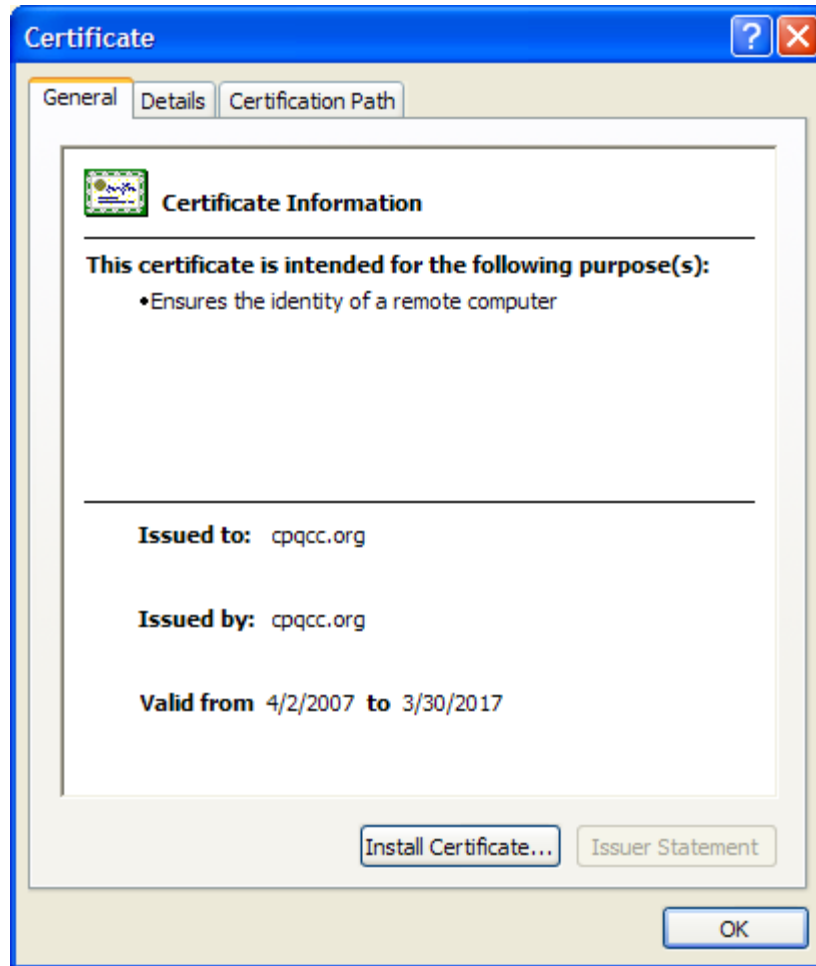 Certificate
General Details Certification Path
Certificate Information
This certificate is intended for the following purpose(s):
•Ensures the identity of a remote computer
Issued to: cpqcc.org
Issued by: cpqcc.org
Valid from 4/2/2007 to 3/30/2017
Install Certificate... Issuer Statement
OK